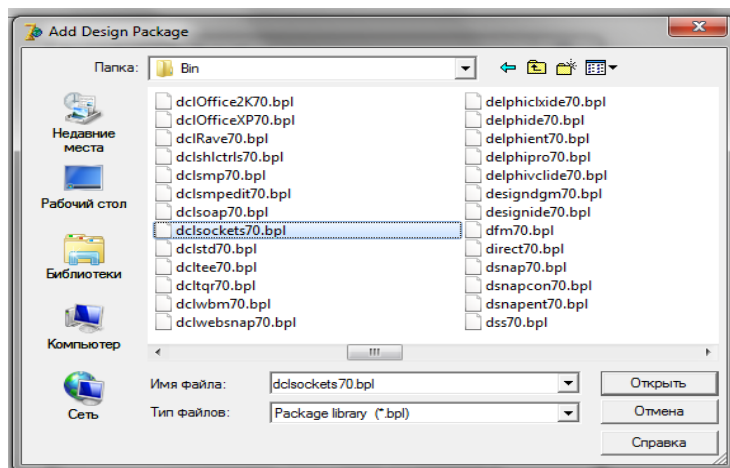 Add Design Package
Папка: Bin
Недавние места
Рабочий стол
Библиотеки
Компьютер
Сеть
dclOffice2K70.bpl
dclOfficeXP70.bpl
dclRave70.bpl
dclshlctrls70.bpl
dclsmp70.bpl
dclsmpedit70.bpl
dclsoap70.bpl
dclsockets70.bpl
dclstd70.bpl
dcltee70.bpl
dcltqr70.bpl
dclwbm70.bpl
dclwebsnap70.bpl
delphiclxide70.bpl
delphide70.bpl
delphient70.bpl
delphipro70.bpl
delphivclide70.bpl
designdgm70.bpl
designide70.bpl
dfm70.bpl
direct70.bpl
dsnap70.bpl
dsnapcon70.bpl
dsnapent70.bpl
dss70.bpl
Имя файла: dclsockets70.bpl
Открыть
Тип файлов: Package library (*.bpl)
Отмена
Справка